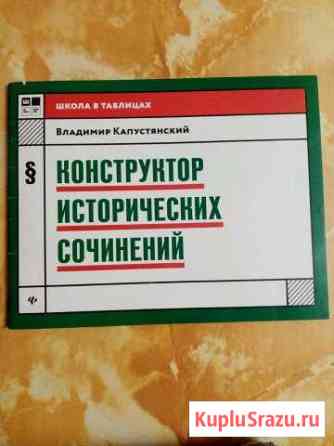 ШКОЛА В ТАБЛИЦАХ
ВЛАДИМИР КАПУСТЯНСКИЙ
§
КОНСТРУКТОР
ИСТОРИЧЕСКИХ
СОЧИНЕНИЙ
KupluSrazu.ru